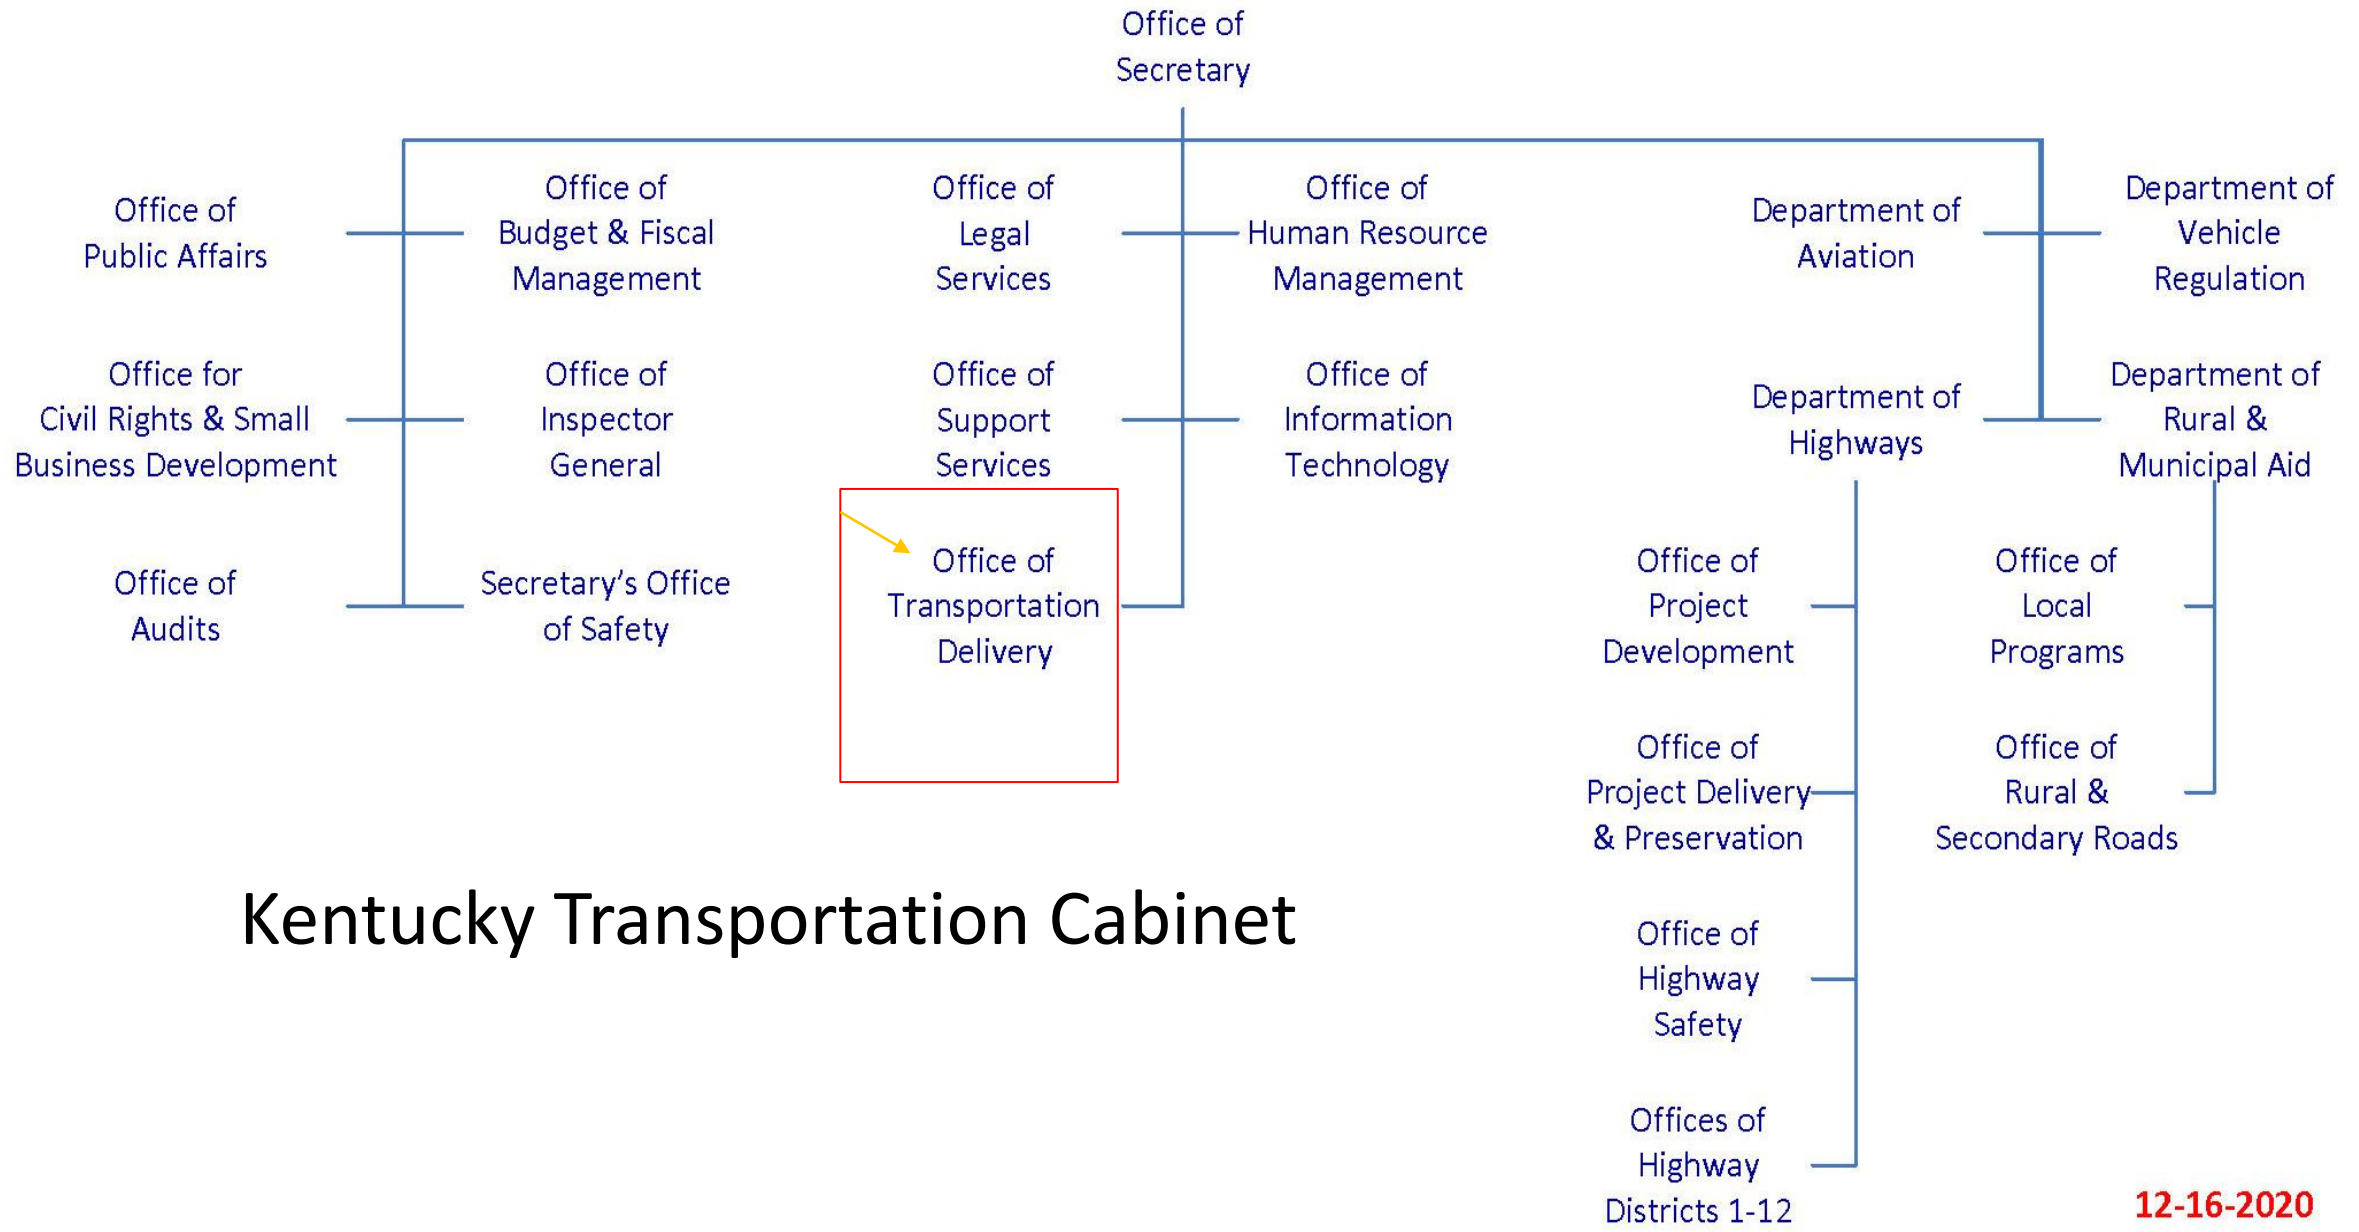 Office of
Secretary
Office of
Public Affairs
Office of
Budget & Fiscal
Management
Office of
Legal
Services
Office of
Human Resource
Management
Department of
Aviation
Department of
Vehicle
Regulation
Office for
Civil Rights & Small
Business Development
Office of
Inspector
General
Office of
Support
Services
Office of
Information
Technology
Department of
Highways
Department of
Rural &
Municipal Aid
Office of
Audits
Secretary’s Office
of Safety
Office of
Transportation
Delivery
Office of
Project
Development
Office of
Local
Programs
Office of
Project Delivery
& Preservation
Office of
Rural &
Secondary Roads
Kentucky Transportation Cabinet
Office of
Highway
Safety
Offices of
Highway
Districts 1-12
12-16-2020